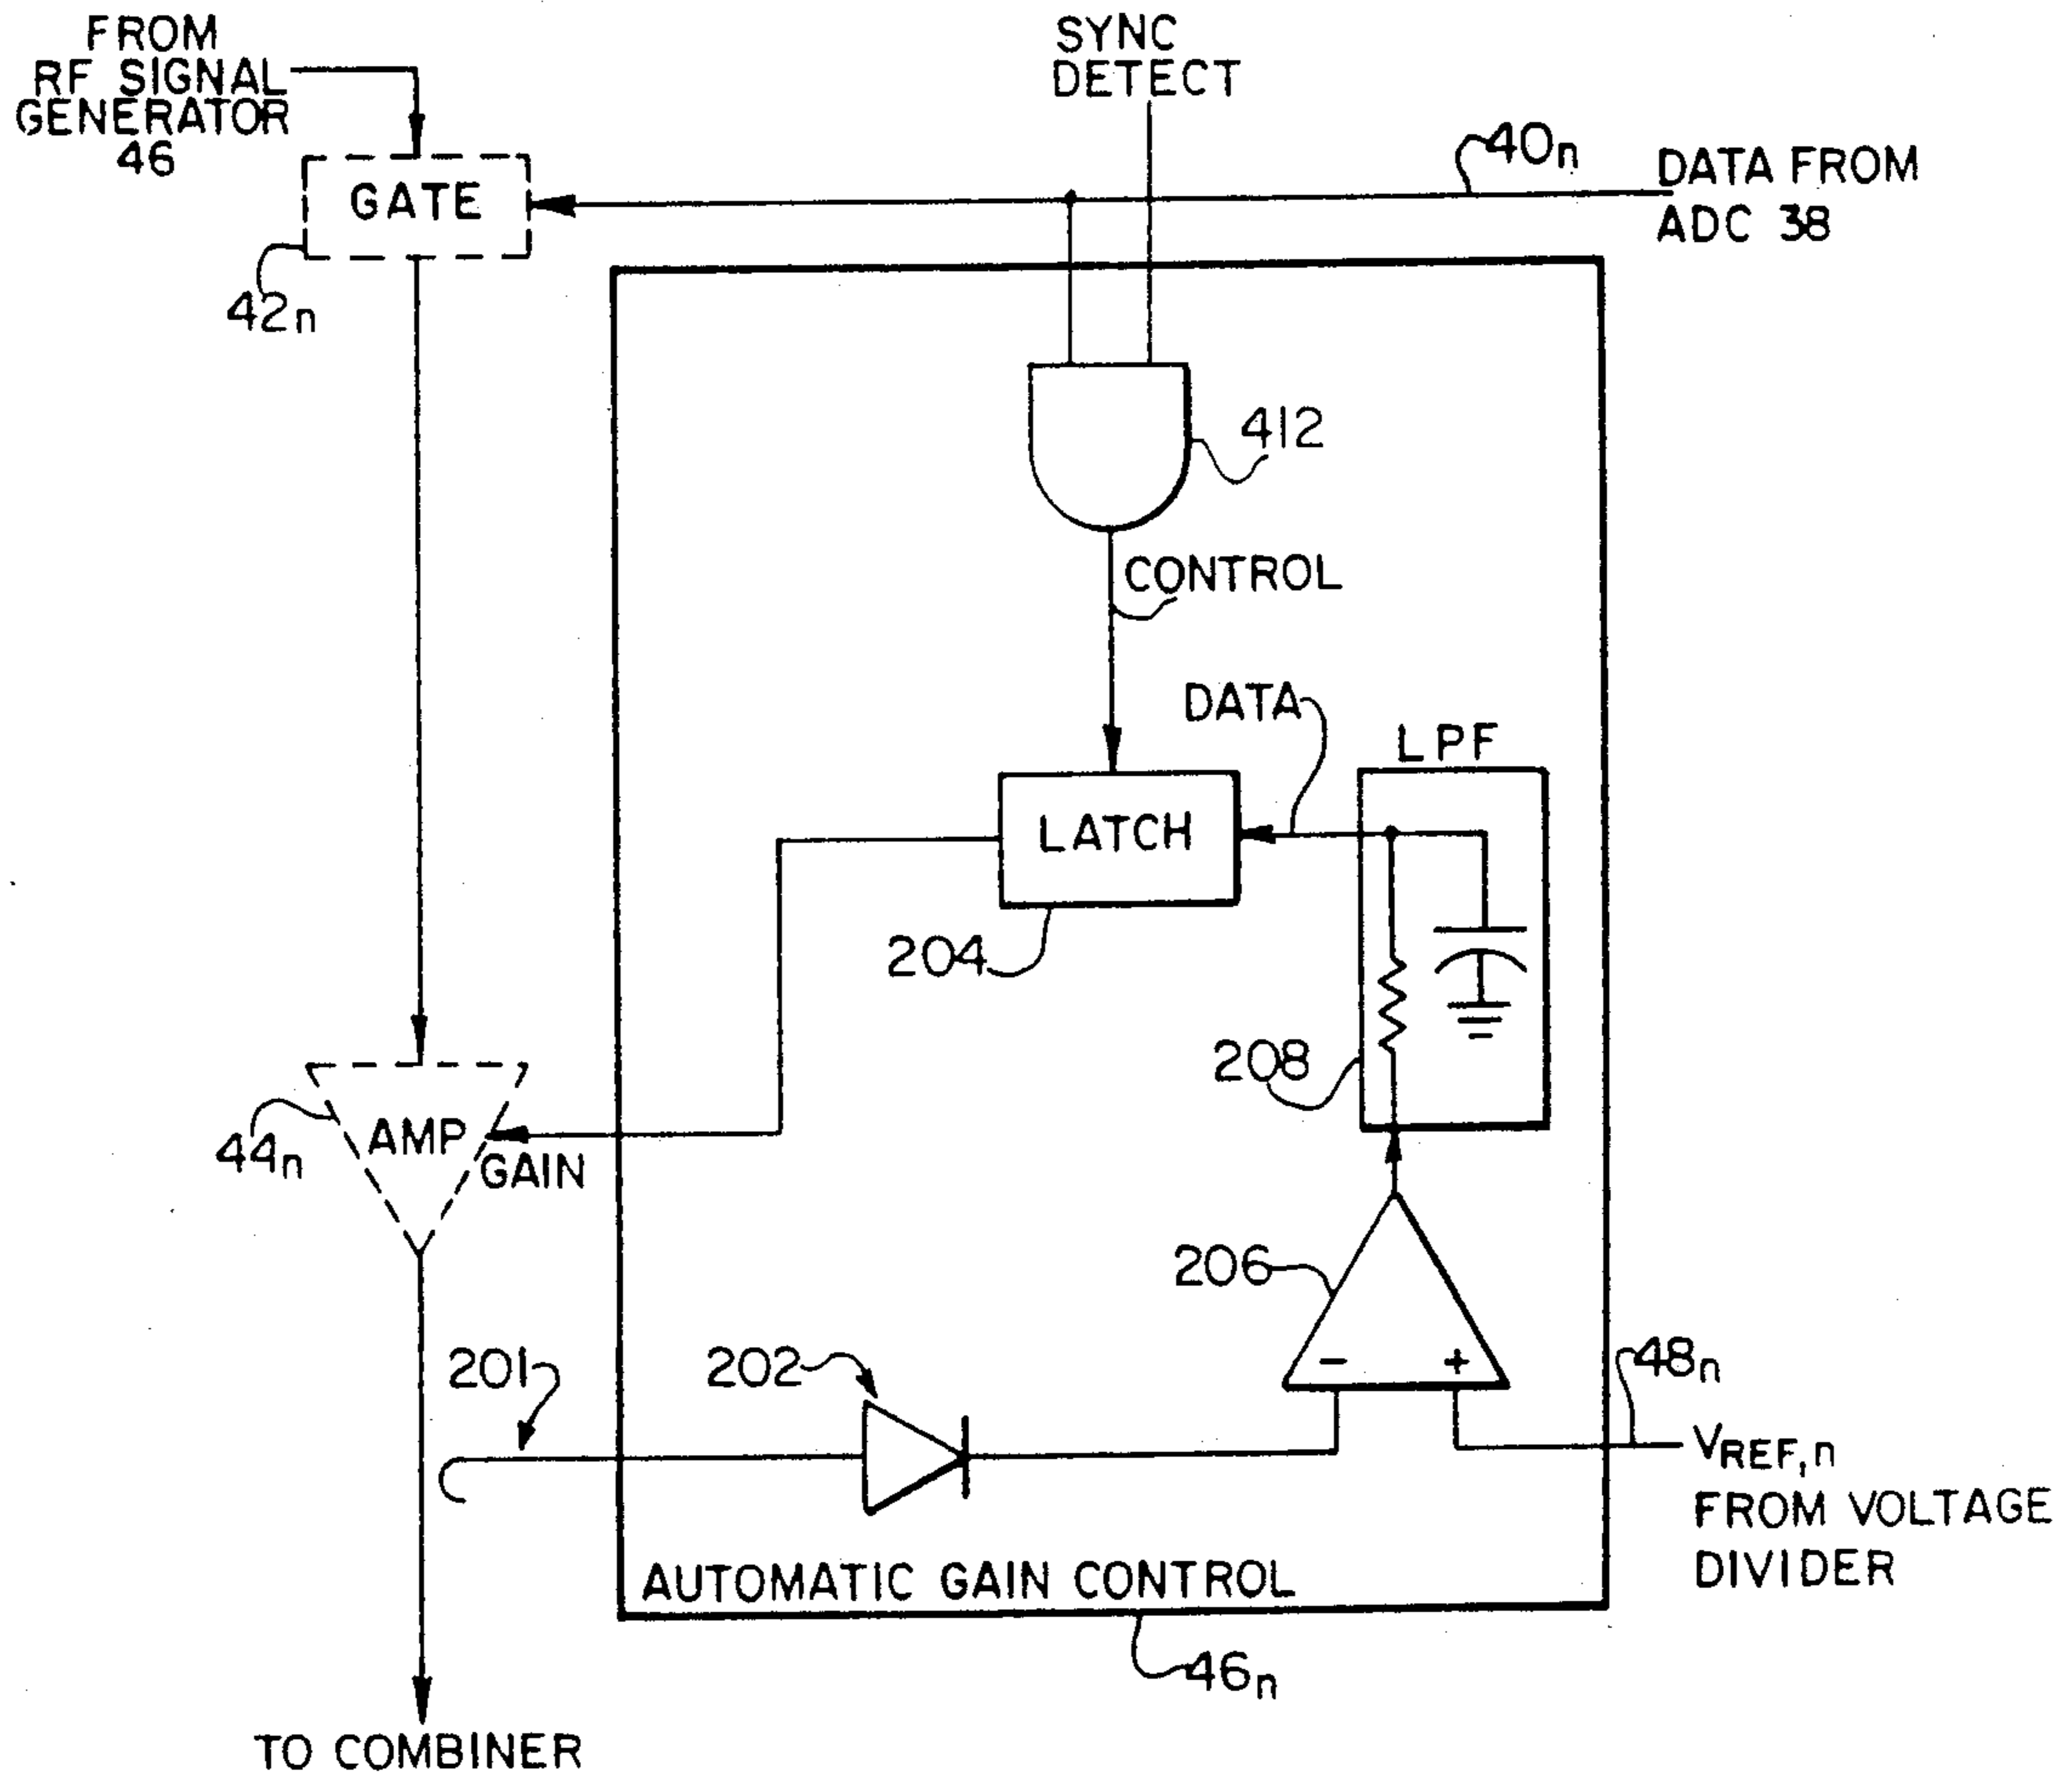 FROM
RF SIGNAL
GENERATOR
46
SYNC
DETECT
40n
DATA FROM
ADC 38
GATE
42n
412
CONTROL
DATA
LPF
LATCH
204
208
44n
AMP
GAIN
206
201
202
- +
48n
VREF,n
FROM VOLTAGE
DIVIDER
AUTOMATIC GAIN CONTROL
46n
TO COMBINER